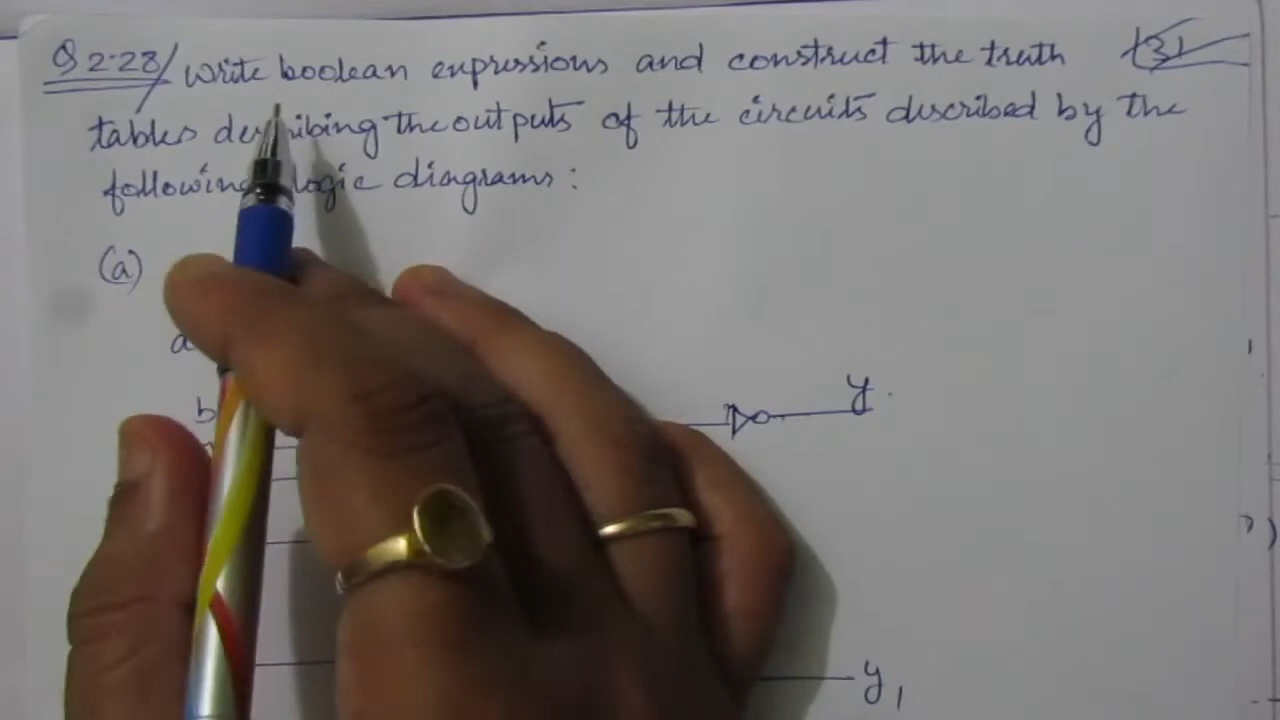 Q 2.28/ Write boolean expressions and construct the truth (3)
tables describing the outputs of the circuits described by the
following logic diagrams :
(a)
a
y
b
y1